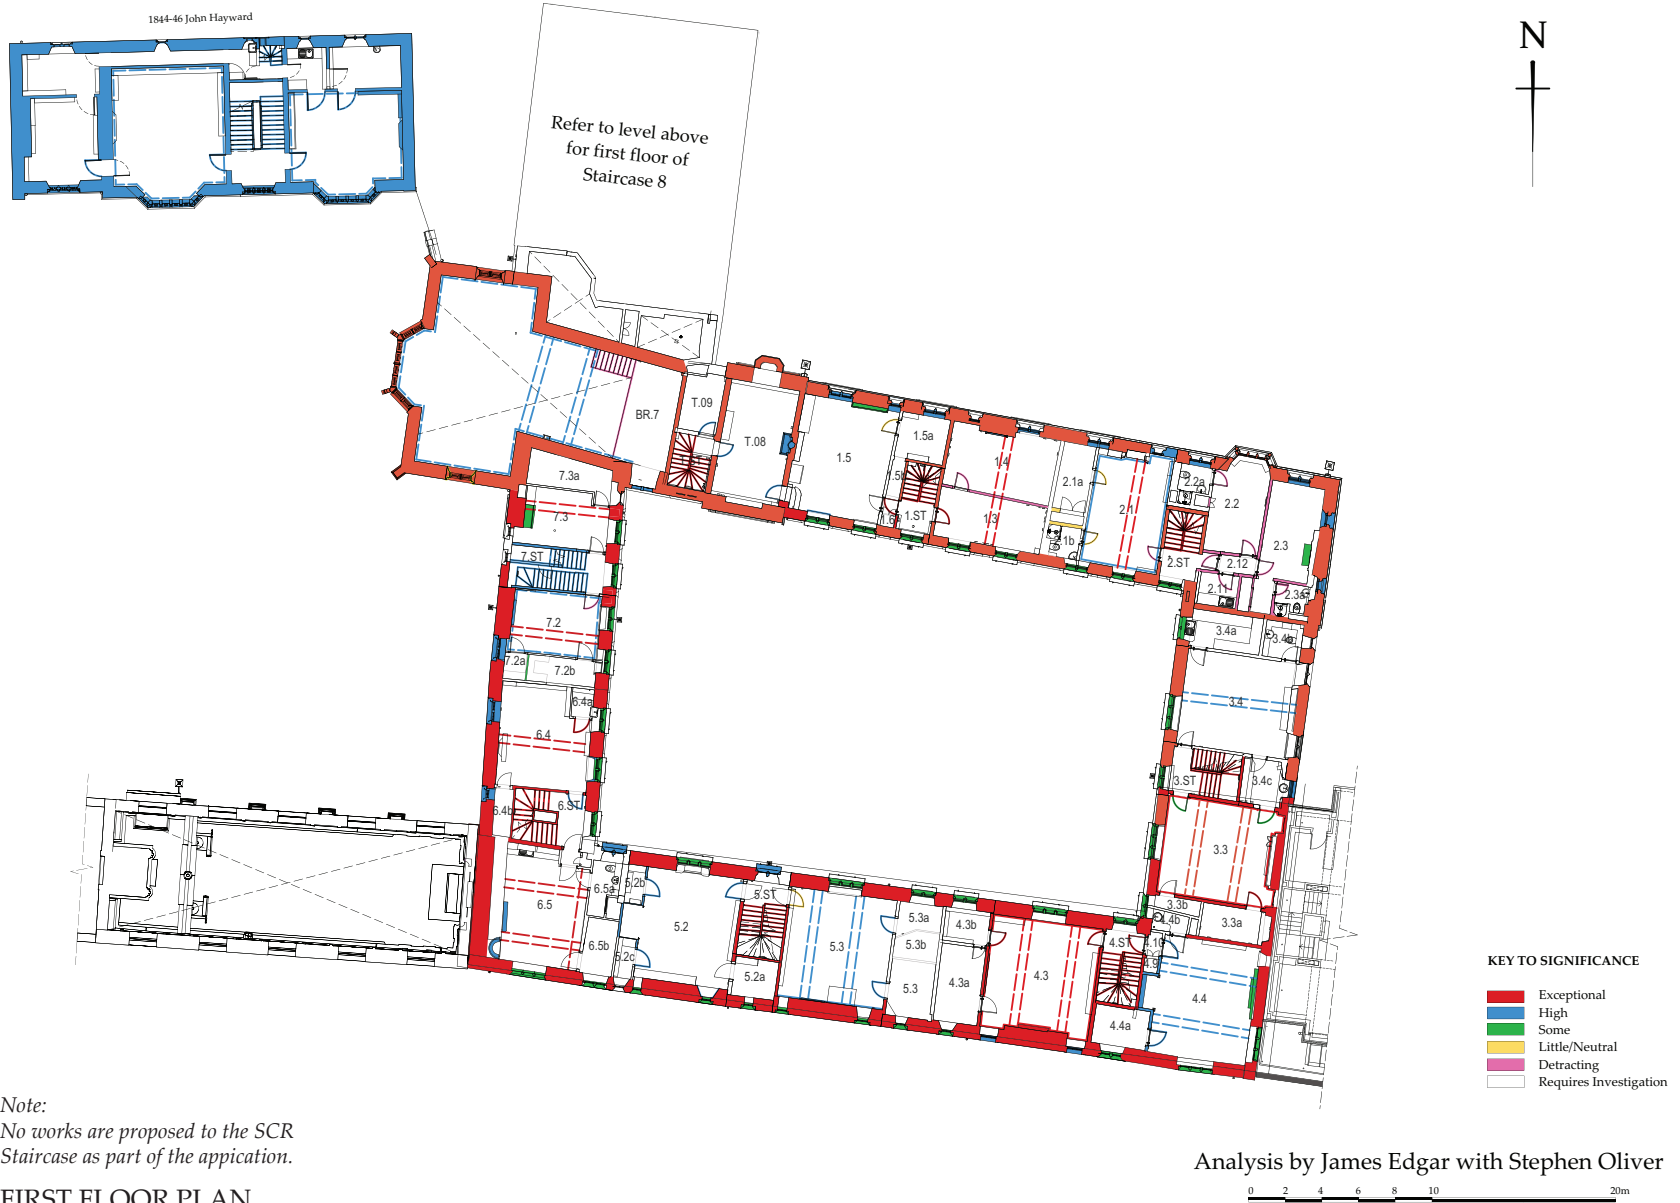 1844-46 John Hayward
N
Refer to level above
for first floor of
Staircase 8
BR.7
T.09
T.08
1.5
1.5a
1.ST
1.4
1.3
2.1a
2.1
2.2a
2.2
2.3
2.ST
2.12
2.11
2.3a
3.4a
3.4b
3.4
3.ST
3.4c
3.3
3.3b
3.3a
4.4b
4.10
4.9
4.ST
4.4
4.4a
4.3
4.3b
4.3a
5.3a
5.3b
5.3
5.3
5.ST
5.2a
5.2
5.2b
5.2c
6.5a
6.5b
6.5
6.ST
6.4b
6.4
6.4a
7.2a
7.2b
7.2
7.ST
7.3
7.3a
KEY TO SIGNIFICANCE
Exceptional
High
Some
Little/Neutral
Detracting
Requires Investigation
Note:
No works are proposed to the SCR
Staircase as part of the appication.
FIRST FLOOR PLAN
Analysis by James Edgar with Stephen Oliver
0 2 4 6 8 10 20m